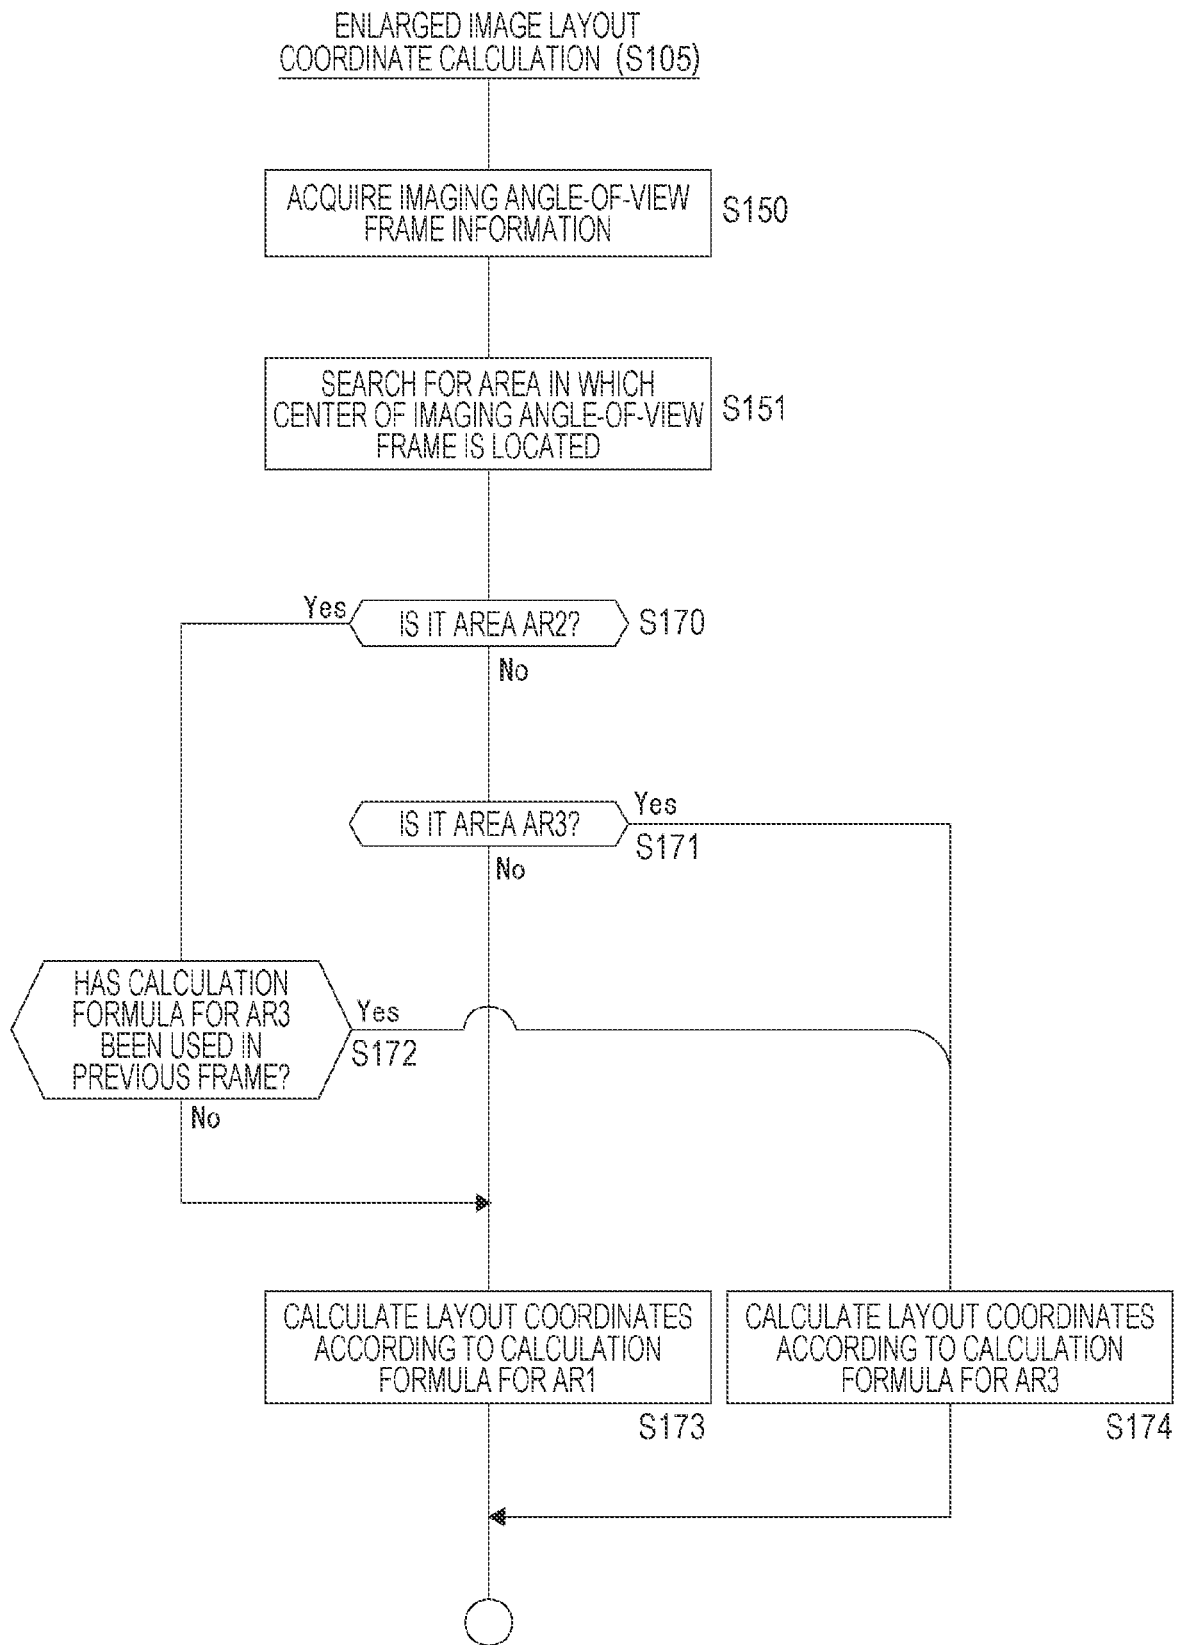 ENLARGED IMAGE LAYOUT
COORDINATE CALCULATION (S105)
ACQUIRE IMAGING ANGLE-OF-VIEW
FRAME INFORMATION
S150
SEARCH FOR AREA IN WHICH
CENTER OF IMAGING ANGLE-OF-VIEW
FRAME IS LOCATED
S151
Yes
IS IT AREA AR2?
S170
No
IS IT AREA AR3?
Yes
S171
No
HAS CALCULATION
FORMULA FOR AR3
BEEN USED IN
PREVIOUS FRAME?
Yes
S172
No
CALCULATE LAYOUT COORDINATES
ACCORDING TO CALCULATION
FORMULA FOR AR1
S173
CALCULATE LAYOUT COORDINATES
ACCORDING TO CALCULATION
FORMULA FOR AR3
S174